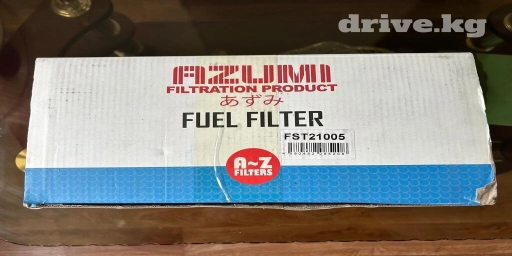 drive.kg
AZUMI
FILTRATION PRODUCT
あずみ
FUEL FILTER
FST21005
A~Z
FILTERS